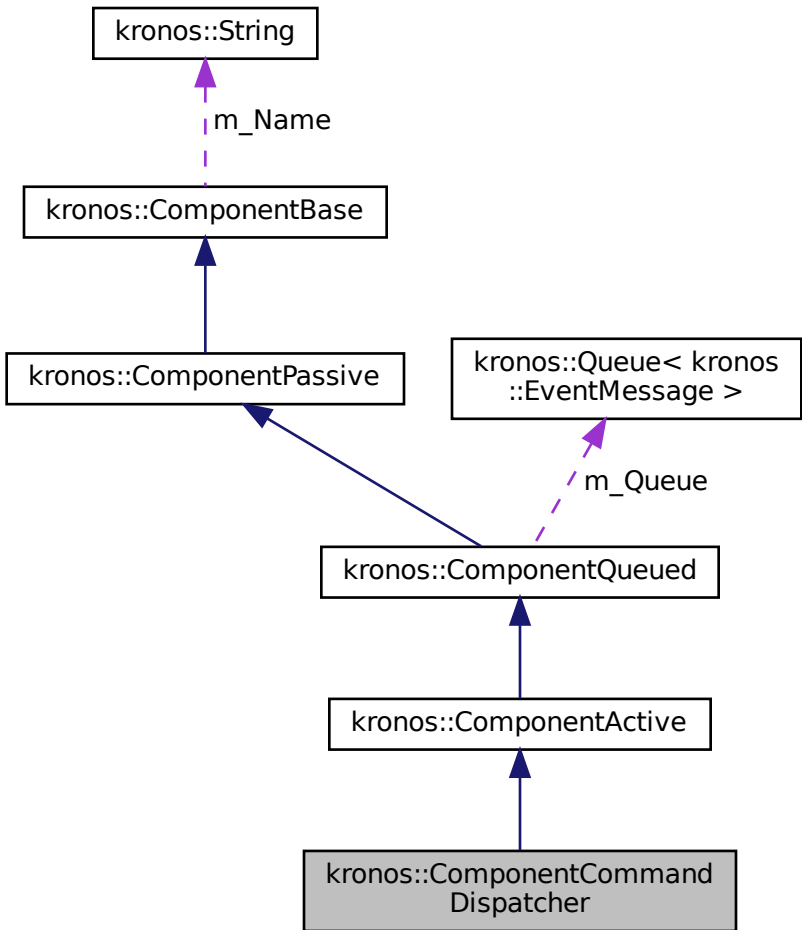 kronos::String
m_Name
kronos::ComponentBase
kronos::ComponentPassive
kronos::Queue< kronos
::EventMessage >
m_Queue
kronos::ComponentQueued
kronos::ComponentActive
kronos::ComponentCommand
Dispatcher